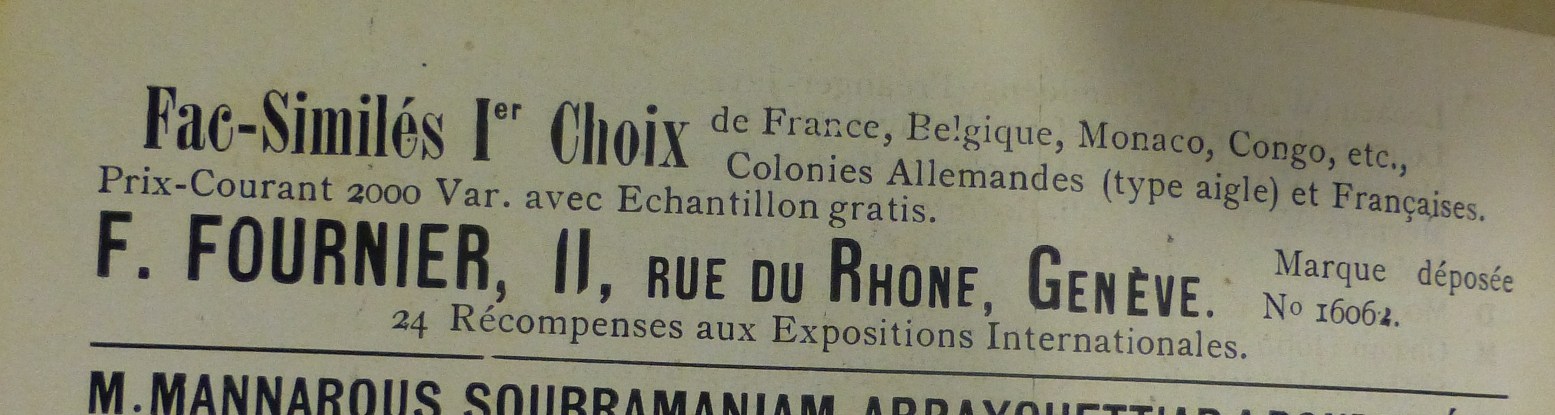 Fac-Similés Ier Choix de France, Belgique, Monaco, Congo, etc.,
Colonies Allemandes (type aigle) et Françaises.
Prix-Courant 2000 Var. avec Echantillon gratis.
F. FOURNIER, 11, RUE DU RHONE, GENÈVE. Marque déposée
No 16062.
24 Récompenses aux Expositions Internationales.
M. MANNAROUS SOUBRAMANIAM